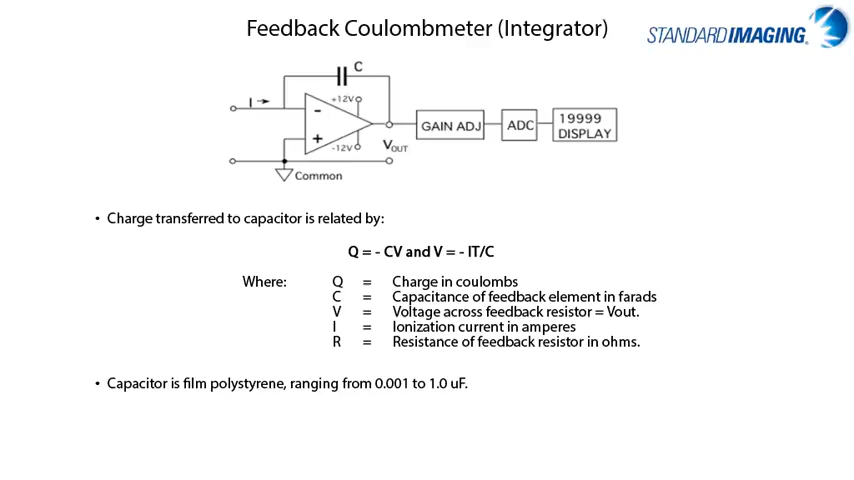 Feedback Coulombmeter (Integrator)
STANDARD IMAGING®
C
I
+12V
-
+
-12V
VOUT
GAIN ADJ
ADC
19999
DISPLAY
Common
• Charge transferred to capacitor is related by:
Q = - CV and V = - IT/C
Where: Q = Charge in coulombs
C = Capacitance of feedback element in farads
V = Voltage across feedback resistor = Vout.
I = Ionization current in amperes
R = Resistance of feedback resistor in ohms.
• Capacitor is film polystyrene, ranging from 0.001 to 1.0 uF.